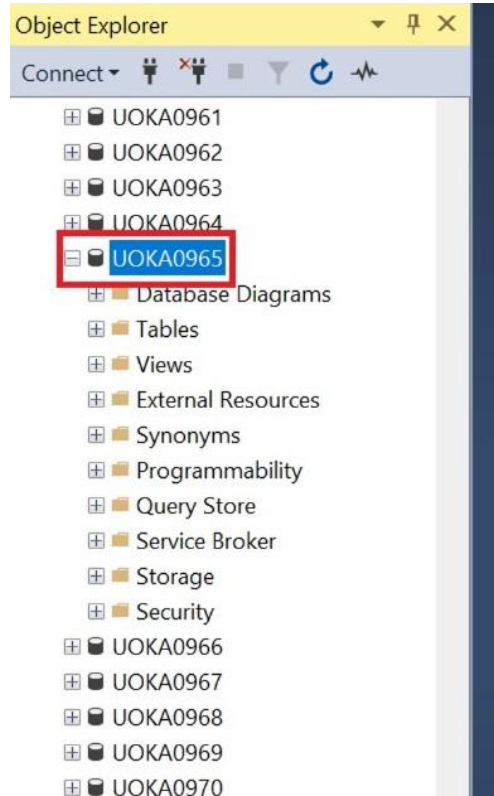 Object Explorer
Connect
UOKA0961
UOKA0962
UOKA0963
UOKA0964
UOKA0965
Database Diagrams
Tables
Views
External Resources
Synonyms
Programmability
Query Store
Service Broker
Storage
Security
UOKA0966
UOKA0967
UOKA0968
UOKA0969
UOKA0970